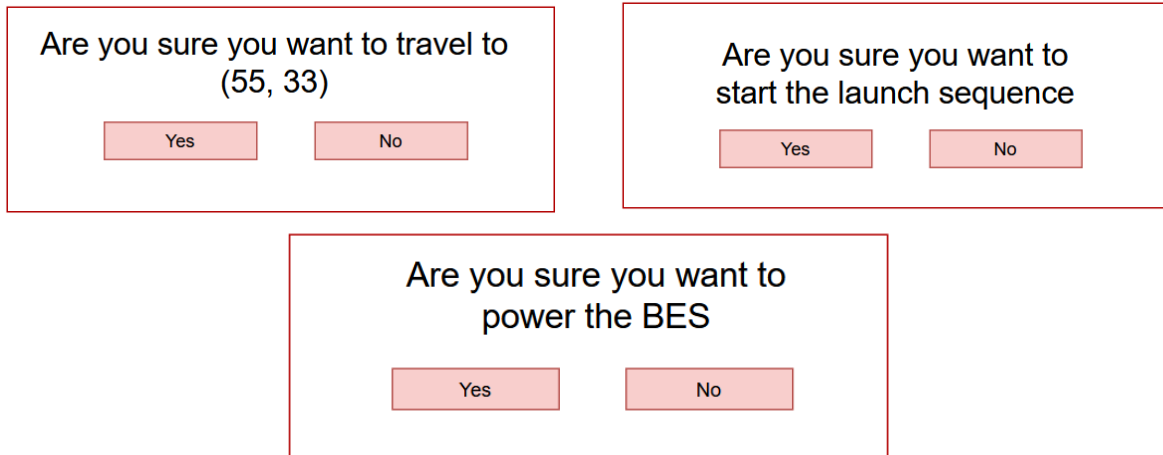 Are you sure you want to travel to
(55, 33)
Yes
No
Are you sure you want to
start the launch sequence
Yes
No
Are you sure you want to
power the BES
Yes
No